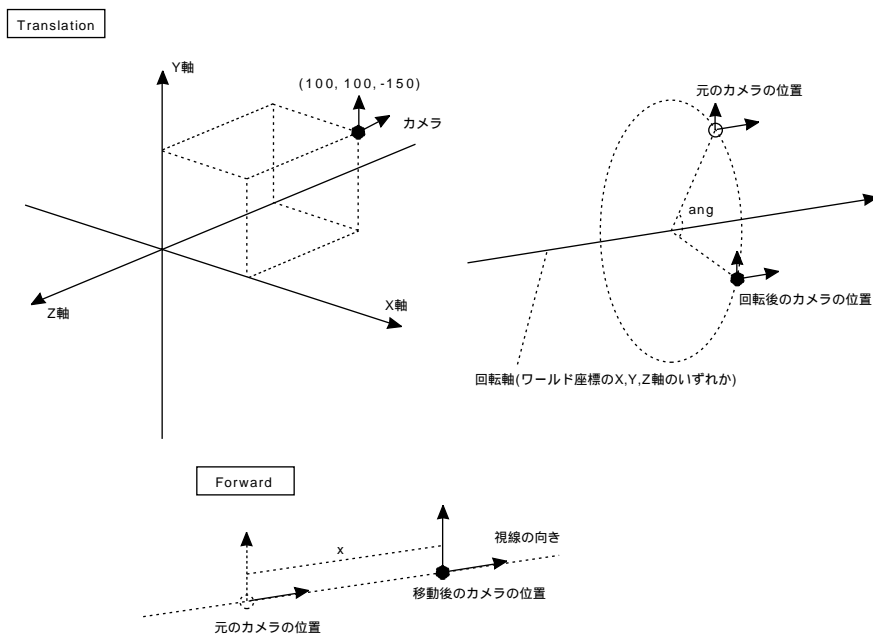 Translation
Y軸
(100, 100, -150)
カメラ
Z軸
X軸
元のカメラの位置
ang
回転後のカメラの位置
回転軸(ワールド座標のX,Y,Z軸のいずれか)
Forward
x
視線の向き
移動後のカメラの位置
元のカメラの位置